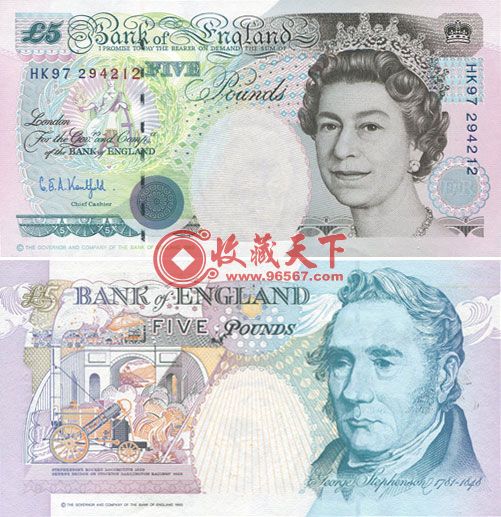 £5 Bank of England
I PROMISE TO PAY THE BEARER ON DEMAND THE SUM OF
HK97 294212 FIVE
Pounds
London
For the Gov.r and Comp.a
of the BANK of ENGLAND
Chief Cashier
HK97 294212
5 5
© THE GOVERNOR AND COMPANY OF THE BANK OF ENGLAND 1990
收藏天下
www.96567.com
£5 BANK of ENGLAND
FIVE POUNDS
STEPHENSON'S ROCKET LOCOMOTIVE 1829
SKERNE BRIDGE ON STOCKTON DARLINGTON RAILWAY 1825
George Stephenson 1781-1848
© THE GOVERNOR AND COMPANY OF THE BANK OF ENGLAND 1990